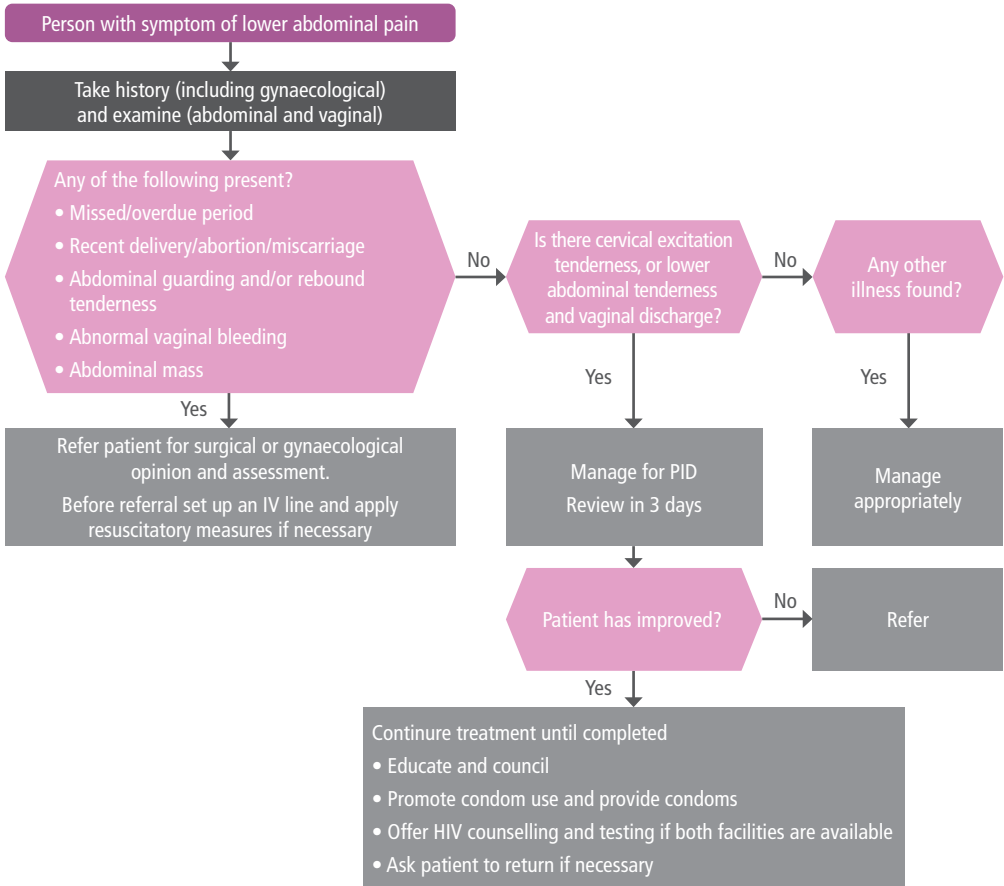 Person with symptom of lower abdominal pain
Take history (including gynaecological)
and examine (abdominal and vaginal)
Any of the following present?
• Missed/overdue period
• Recent delivery/abortion/miscarriage
• Abdominal guarding and/or rebound
tenderness
• Abnormal vaginal bleeding
• Abdominal mass
No
Is there cervical excitation
tenderness, or lower
abdominal tenderness
and vaginal discharge?
No
Any other
illness found?
Yes
Yes
Yes
Refer patient for surgical or gynaecological
opinion and assessment.
Before referral set up an IV line and apply
resuscitatory measures if necessary
Manage for PID
Review in 3 days
Manage
appropriately
Patient has improved?
No
Refer
Yes
Continure treatment until completed
• Educate and council
• Promote condom use and provide condoms
• Offer HIV counselling and testing if both facilities are available
• Ask patient to return if necessary